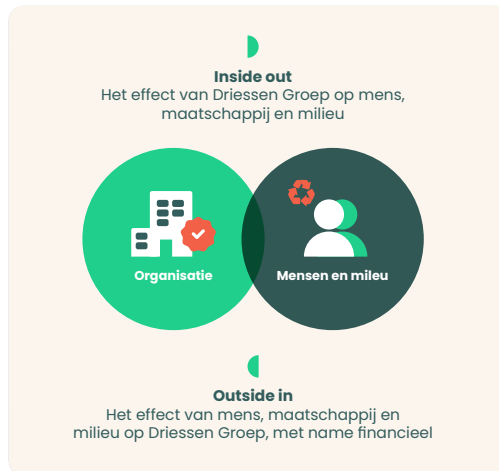 Inside out
Het effect van Driessen Groep op mens,
maatschappij en milieu
Organisatie
Mensen en mileu
Outside in
Het effect van mens, maatschappij en
milieu op Driessen Groep, met name financieel